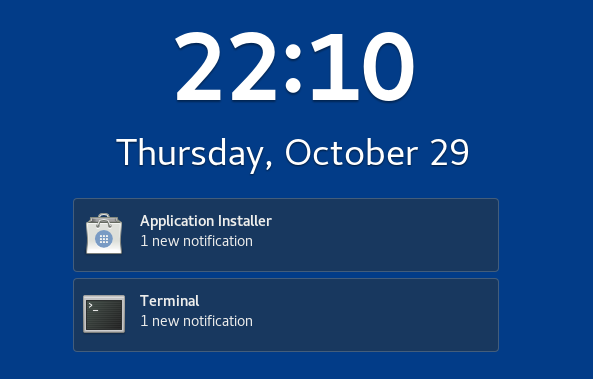 22:10
Thursday, October 29
Application Installer
1 new notification
>_
Terminal
1 new notification